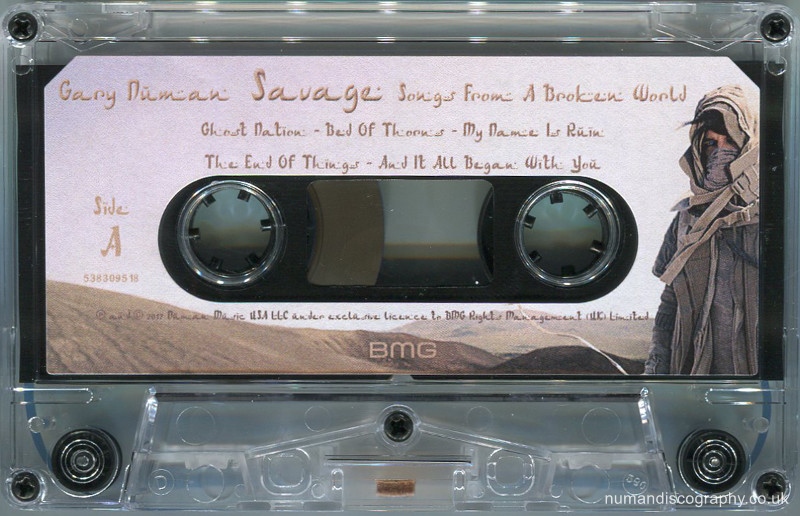 Gary Numan Savage Songs From A Broken World
Ghost Nation - Bed Of Thorns - My Name Is Ruin
The End Of Things - And It All Began With You
Side
A
538309518
℗ and © 2017 Numan Music USA LLC under exclusive licence to BMG Rights Management (UK) Limited
BMG
numandiscography.co.uk